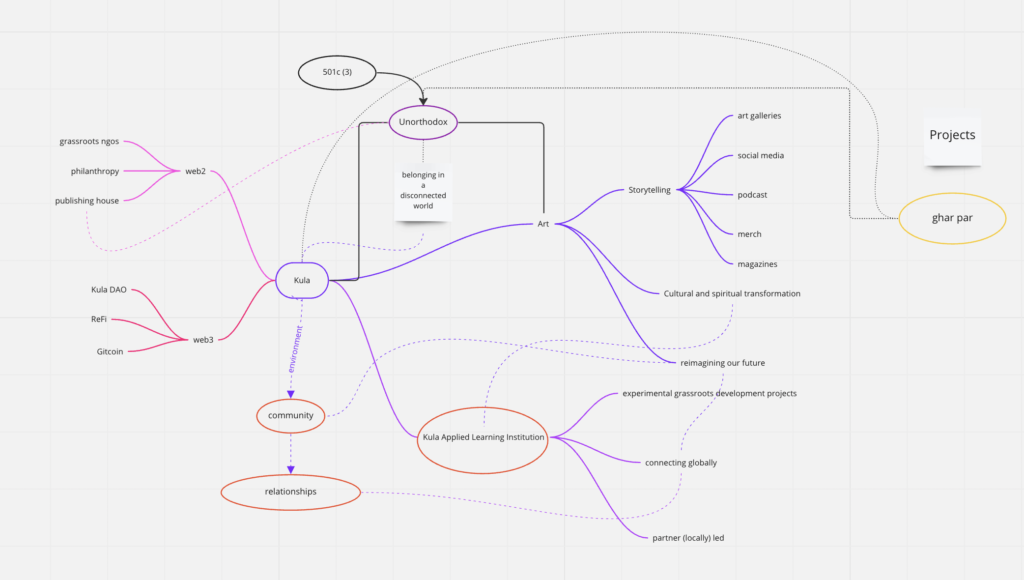 501c (3)
Unorthodox
belonging in
a
disconnected
world
grassroots ngos
philanthropy
publishing house
web2
Kula
Kula DAO
ReFi
Gitcoin
web3
environment
community
relationships
Art
Storytelling
art galleries
social media
podcast
merch
magazines
Cultural and spiritual transformation
reimagining our future
Kula Applied Learning Institution
experimental grassroots development projects
connecting globally
partner (locally) led
Projects
ghar par